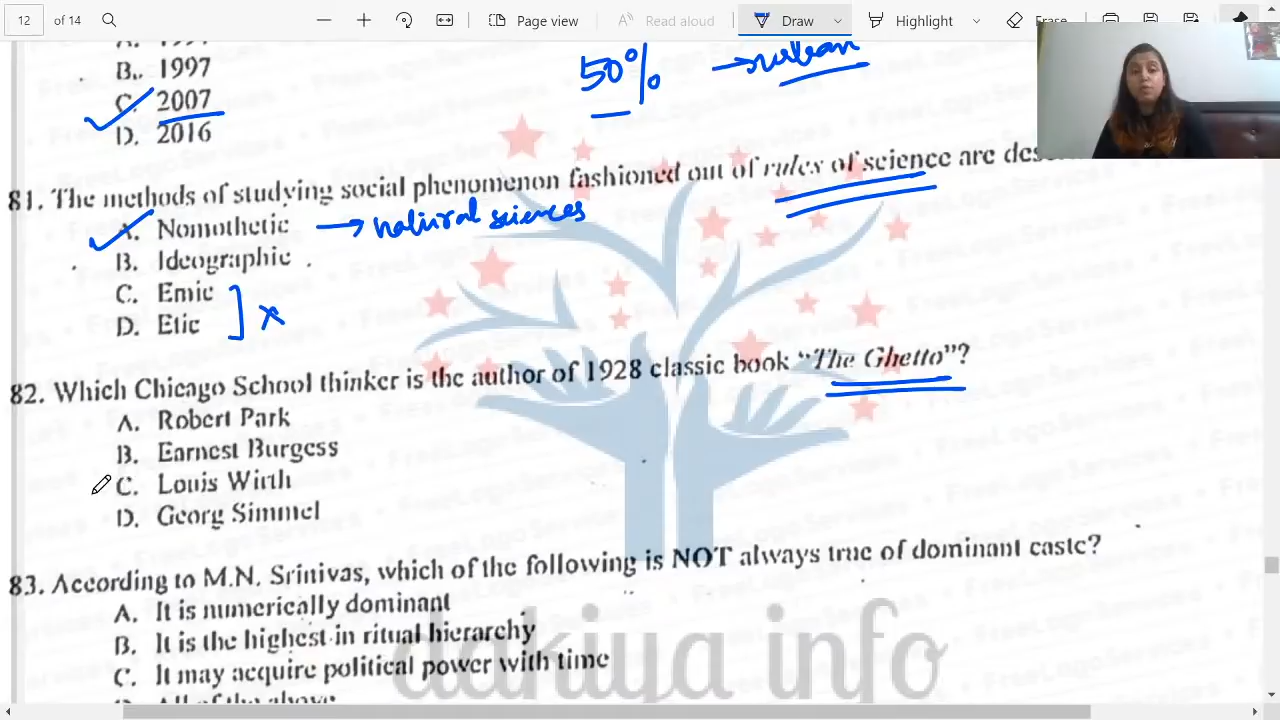 12 of 14 Page view Read aloud Draw Highlight Erase
B. 1997
50% → urban
C. 2007
D. 2016
81. The methods of studying social phenomenon fashioned out of rules of science are
A. Nomothetic → natural sciences
B. Ideographic
C. Emic
D. Etic
82. Which Chicago School thinker is the author of 1928 classic book "The Ghetto"?
A. Robert Park
B. Earnest Burgess
C. Louis Wirth
D. Georg Simmel
83. According to M.N. Srinivas, which of the following is NOT always true of dominant caste?
A. It is numerically dominant
B. It is the highest in ritual hierarchy
C. It may acquire political power with time
dakiya info